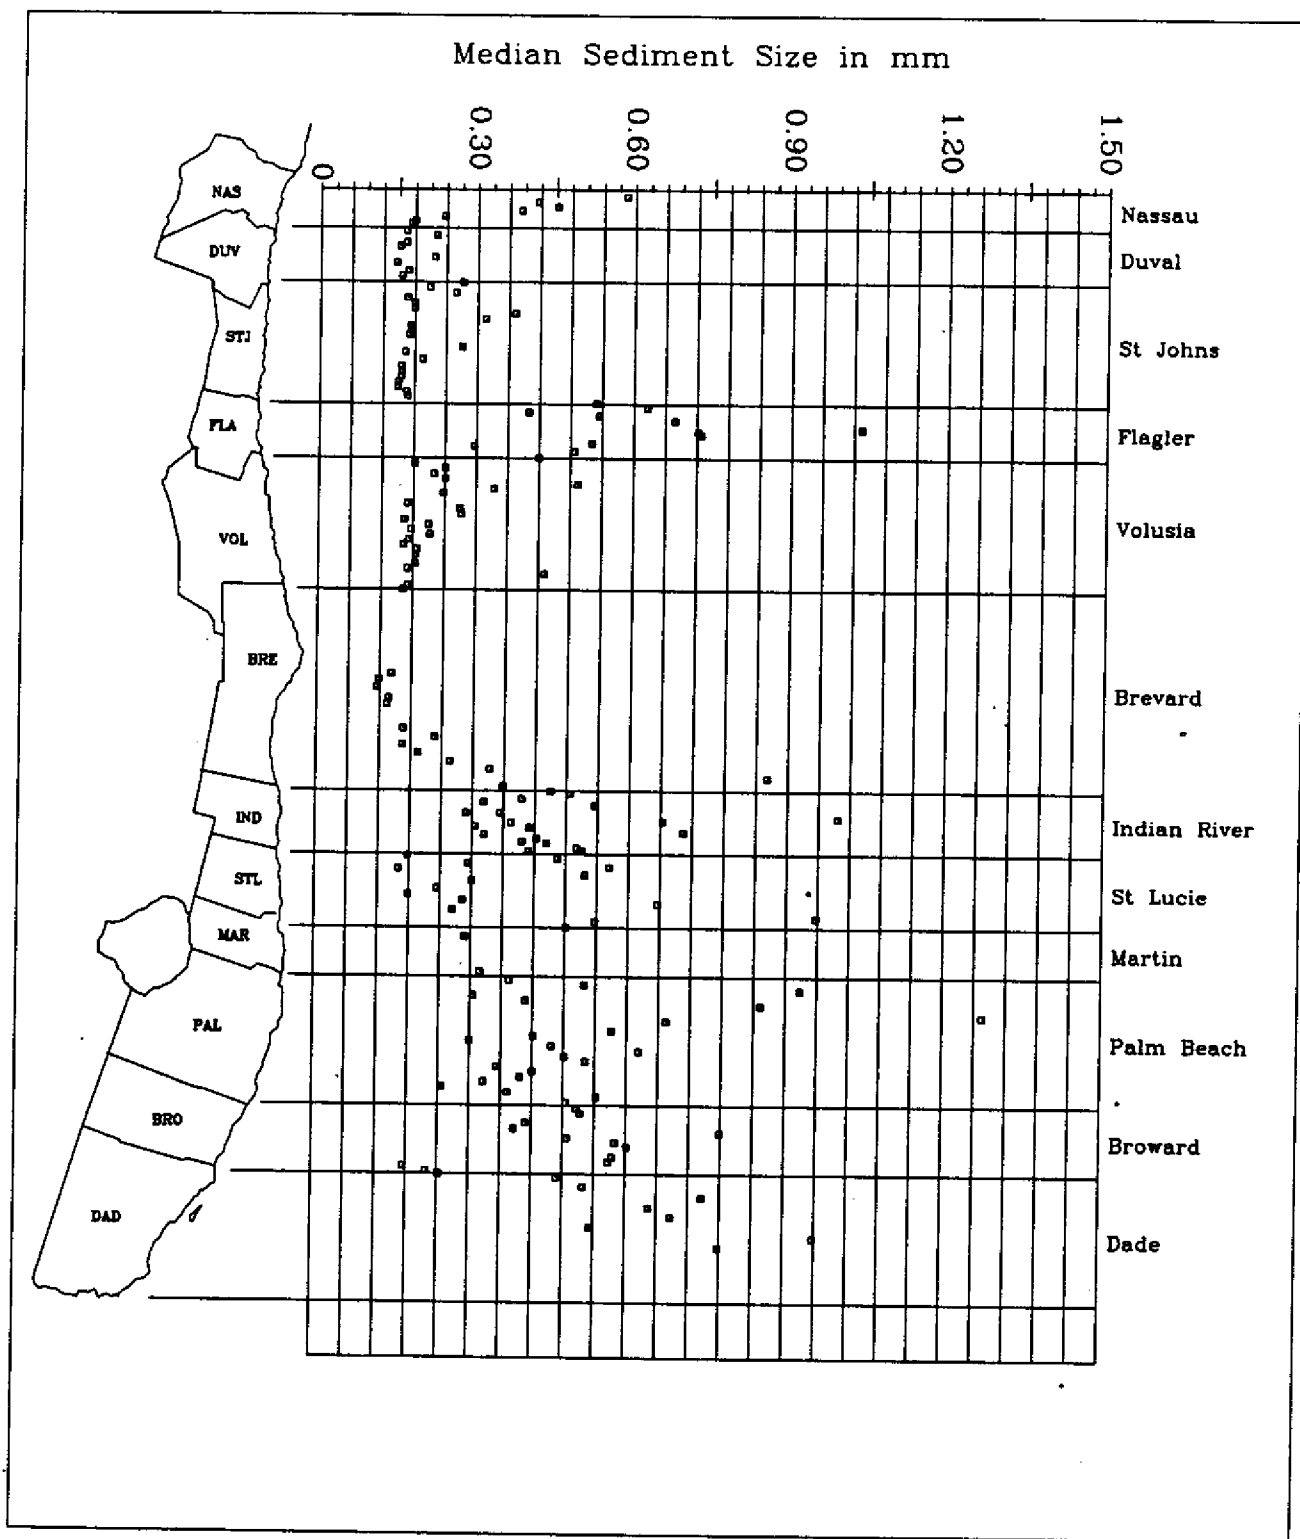 Median Sediment Size in mm
0
0.30
0.60
0.90
1.20
1.50
NAS
DUV
STJ
FLA
VOL
BRE
IND
STL
MAR
PAL
BRO
DAD
Nassau
Duval
St Johns
Flagler
Volusia
Brevard
Indian River
St Lucie
Martin
Palm Beach
Broward
Dade